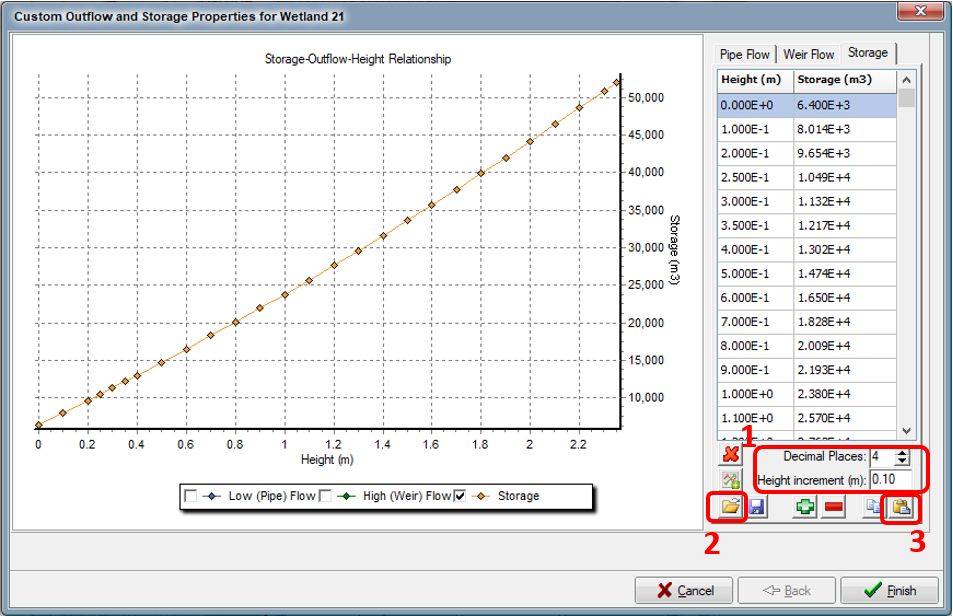 Custom Outflow and Storage Properties for Wetland 21
Storage-Outflow-Height Relationship
50,000
45,000
40,000
35,000
30,000
25,000
20,000
15,000
10,000
Storage (m3)
0 0.2 0.4 0.6 0.8 1 1.2 1.4 1.6 1.8 2 2.2
Height (m)
Low (Pipe) Flow High (Weir) Flow Storage
Pipe Flow Weir Flow Storage
Height (m) Storage (m3)
0.000E+0 6.400E+3
1.000E-1 8.014E+3
2.000E-1 9.654E+3
2.500E-1 1.049E+4
3.000E-1 1.132E+4
3.500E-1 1.217E+4
4.000E-1 1.302E+4
5.000E-1 1.474E+4
6.000E-1 1.650E+4
7.000E-1 1.828E+4
8.000E-1 2.009E+4
9.000E-1 2.193E+4
1.000E+0 2.380E+4
1.100E+0 2.570E+4
1
Decimal Places: 4
Height increment (m): 0.10
2
3
Cancel
Back
Finish